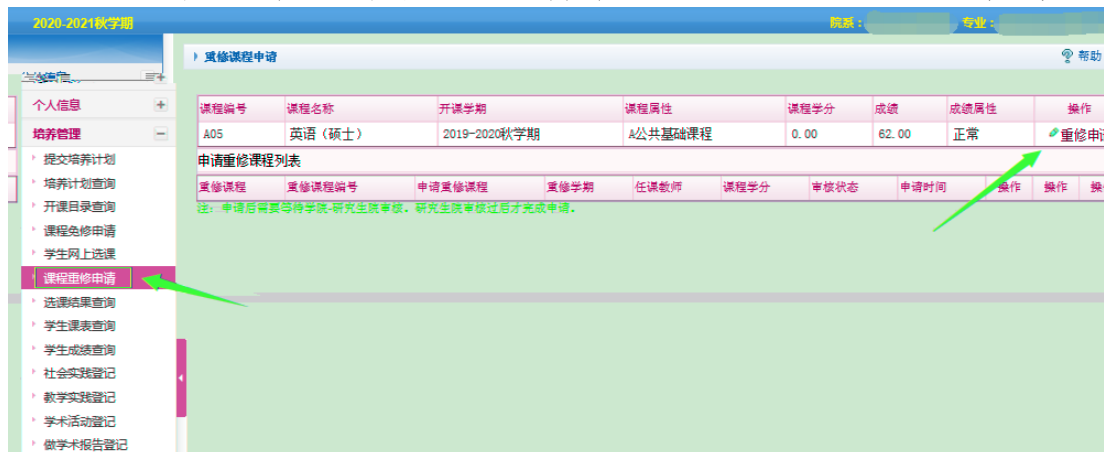 2020-2021秋学期 院系： 专业：
重修课程申请 帮助
个人信息
培养管理
提交培养计划
培养计划查询
开课目录查询
课程免修申请
学生网上选课
课程重修申请
选课结果查询
学生课表查询
学生成绩查询
社会实践登记
教学实践登记
学术活动登记
做学术报告登记
课程编号 课程名称 开课学期 课程属性 课程学分 成绩 成绩属性 操作
A05 英语（硕士） 2019-2020秋学期 A公共基础课程 0.00 62.00 正常 重修申
申请重修课程列表
重修课程 重修课程编号 申请重修课程 重修学期 任课教师 课程学分 审核状态 申请时间 操作 操作
注：申请后需要等待学院-研究生院审核。研究生院审核过后才完成申请。